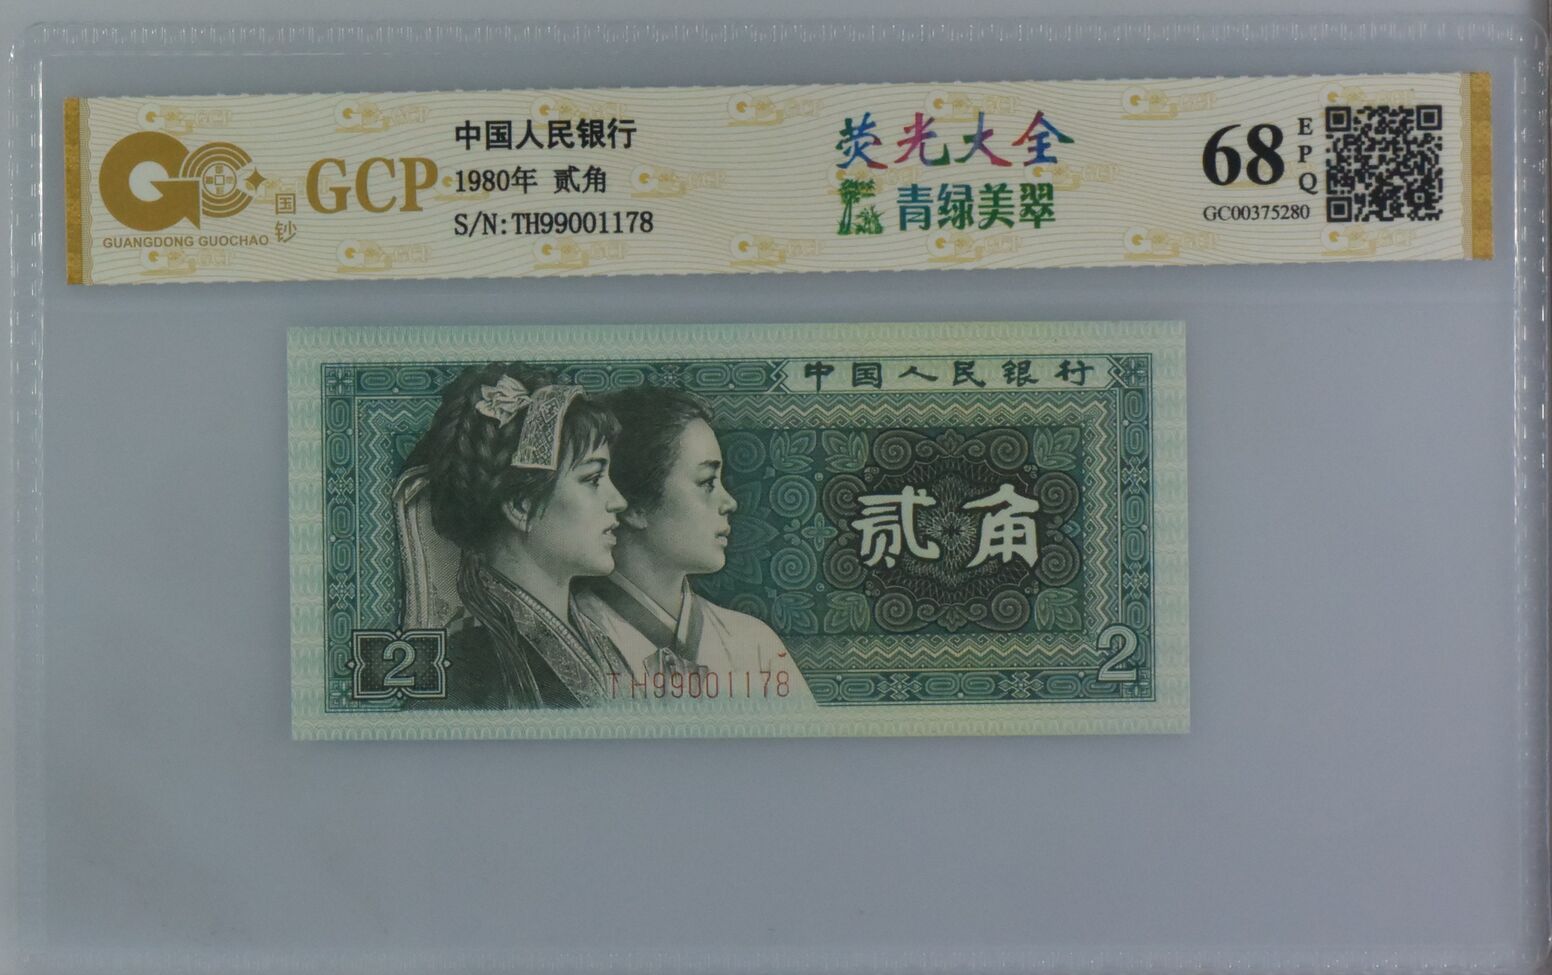 GUANGDONG GUOCHAO
国钞
GCP
中国人民银行
1980年 贰角
S/N:TH99001178
荧光大全
青绿美翠
68
EPQ
GC00375280
中国人民银行
贰角
2
2
TH99001178